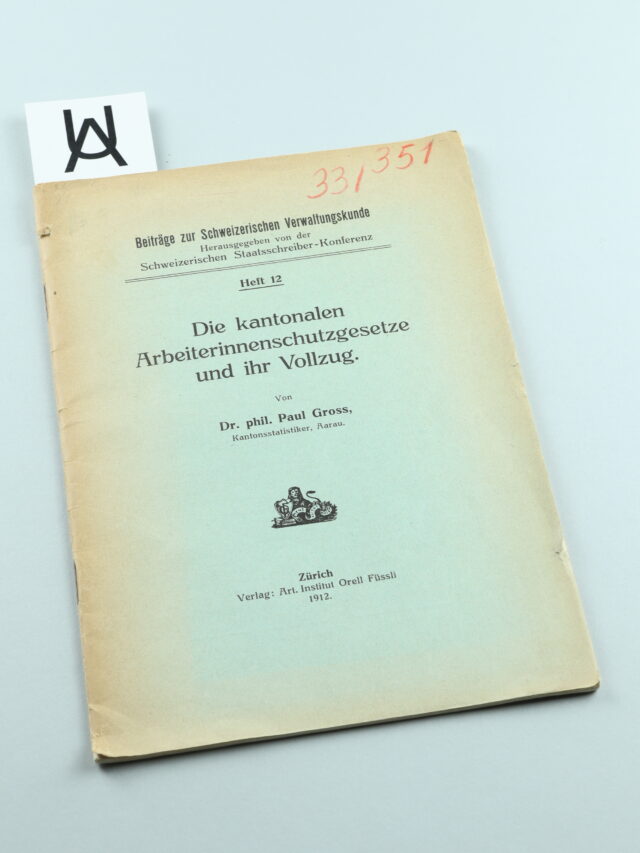 33/351
Beiträge zur Schweizerischen Verwaltungskunde
Herausgegeben von der
Schweizerischen Staatsschreiber-Konferenz
Heft 12
Die kantonalen
Arbeiterinnenschutzgesetze
und ihr Vollzug.
Von
Dr. phil. Paul Gross,
Kantonsstatistiker, Aarau.
Zürich
Verlag: Art. Institut Orell Füssli
1912.